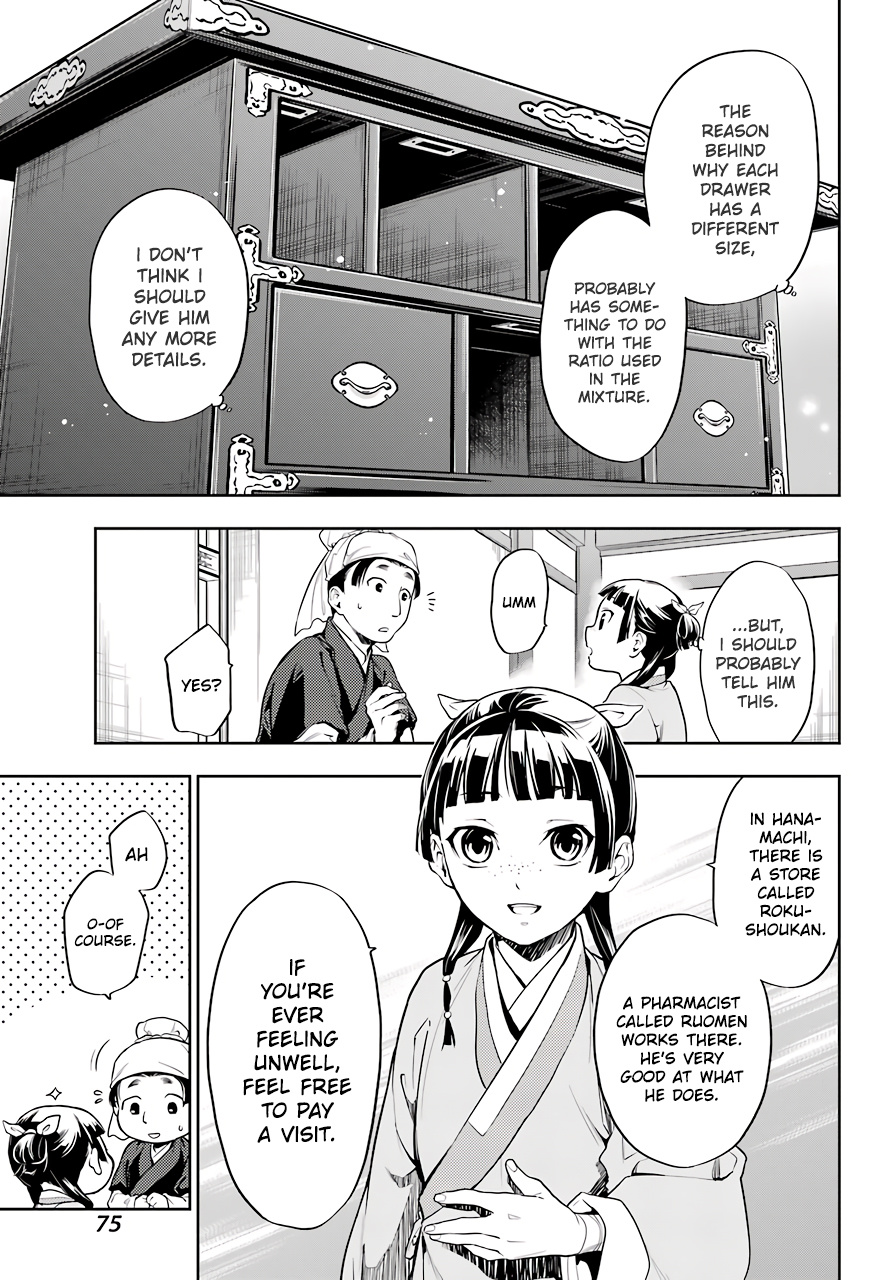 THE
REASON
BEHIND
WHY EACH
DRAWER
HAS A
DIFFERENT
SIZE,
PROBABLY
HAS SOME-
THING TO DO
WITH THE
RATIO USED
IN THE
MIXTURE.
I DON'T
THINK I
SHOULD
GIVE HIM
ANY MORE
DETAILS.
...BUT,
I SHOULD
PROBABLY
TELL HIM
THIS.
UMM
YES?
IN HANA-
MACHI,
THERE IS
A STORE
CALLED
ROKU-
SHOUKAN.
A PHARMACIST
CALLED RUOMEN
WORKS THERE.
HE'S VERY
GOOD AT WHAT
HE DOES.
IF
YOU'RE
EVER
FEELING
UNWELL,
FEEL FREE
TO PAY
A VISIT.
AH
O-OF
COURSE.
75